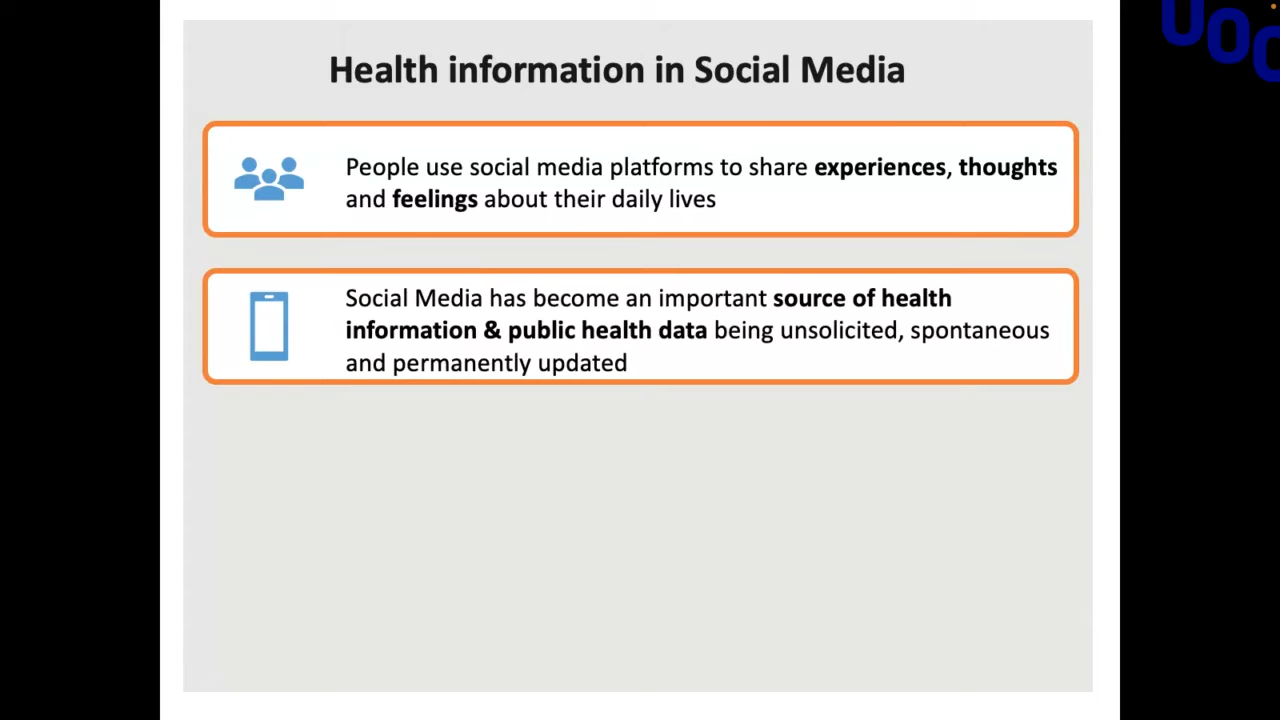 UOC
Health information in Social Media
People use social media platforms to share experiences, thoughts
and feelings about their daily lives
Social Media has become an important source of health
information & public health data being unsolicited, spontaneous
and permanently updated